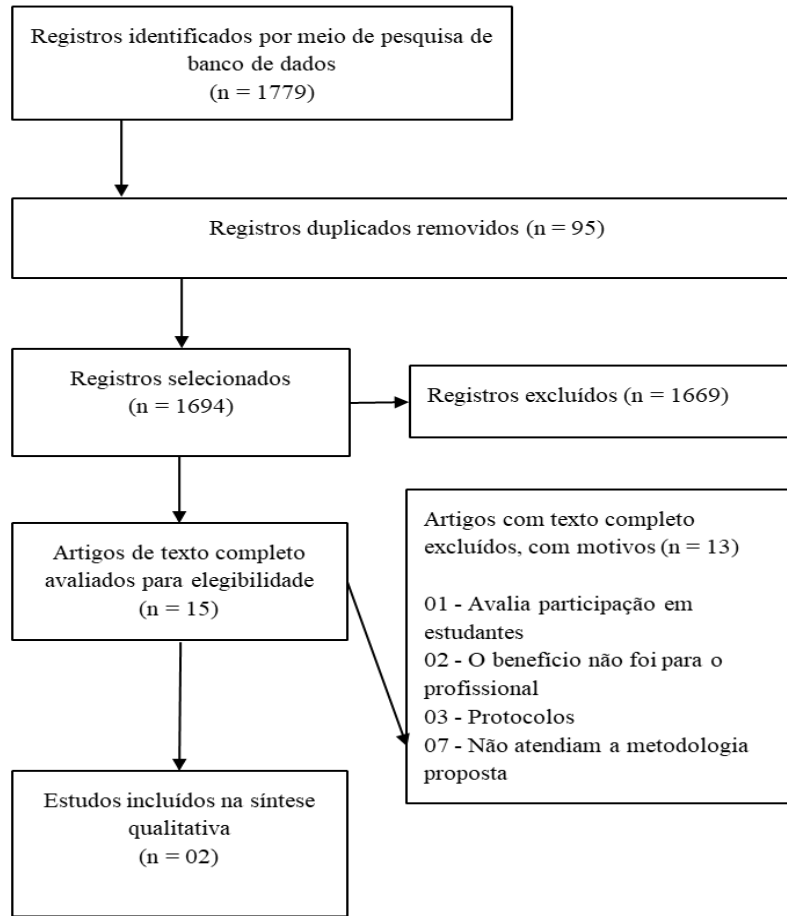 Registros identificados por meio de pesquisa de
banco de dados
(n = 1779)
Registros duplicados removidos (n = 95)
Registros selecionados
(n = 1694)
Registros excluídos (n = 1669)
Artigos de texto completo
avaliados para elegibilidade
(n = 15)
Artigos com texto completo
excluídos, com motivos (n = 13)
01 - Avalia participação em
estudantes
02 - O benefício não foi para o
profissional
03 - Protocolos
07 - Não atendiam a metodologia
proposta
Estudos incluídos na síntese
qualitativa
(n = 02)